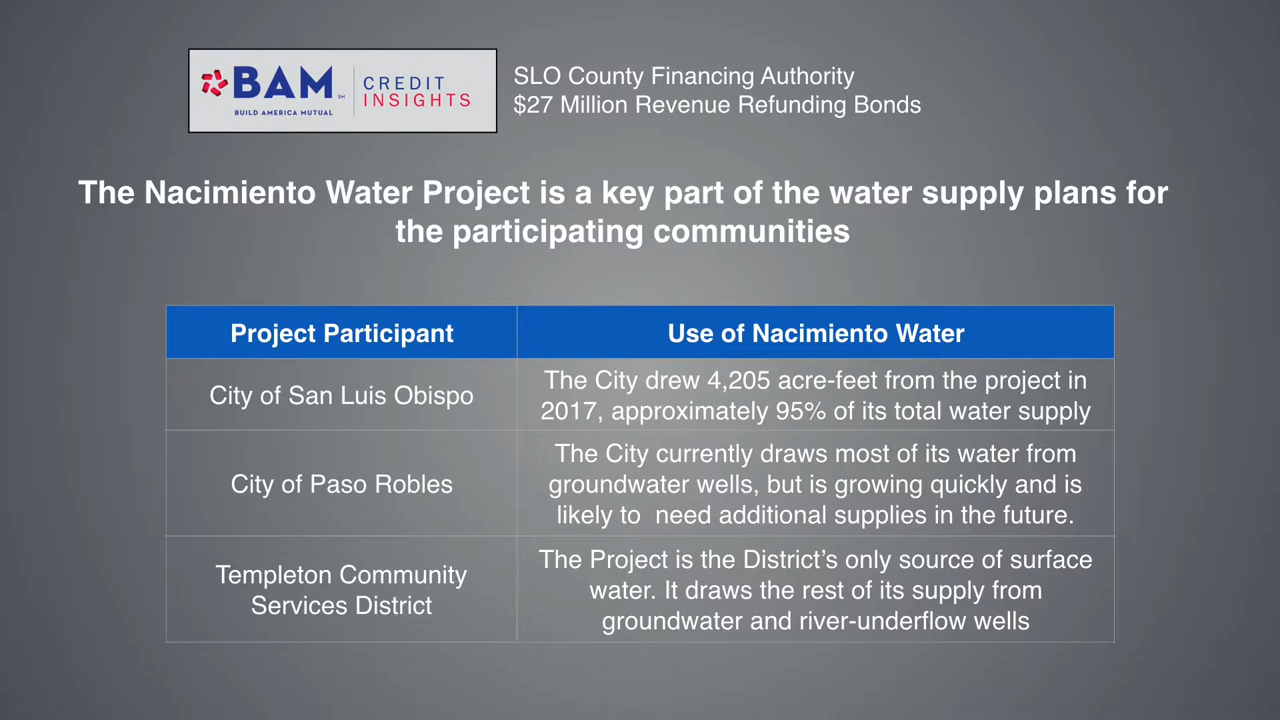 BAM SM
BUILD AMERICA MUTUAL
CREDIT
INSIGHTS
SLO County Financing Authority
$27 Million Revenue Refunding Bonds
The Nacimiento Water Project is a key part of the water supply plans for
the participating communities
Project Participant
Use of Nacimiento Water
City of San Luis Obispo
The City drew 4,205 acre-feet from the project in
2017, approximately 95% of its total water supply
City of Paso Robles
The City currently draws most of its water from
groundwater wells, but is growing quickly and is
likely to  need additional supplies in the future.
Templeton Community
Services District
The Project is the District’s only source of surface
water. It draws the rest of its supply from
groundwater and river-underflow wells